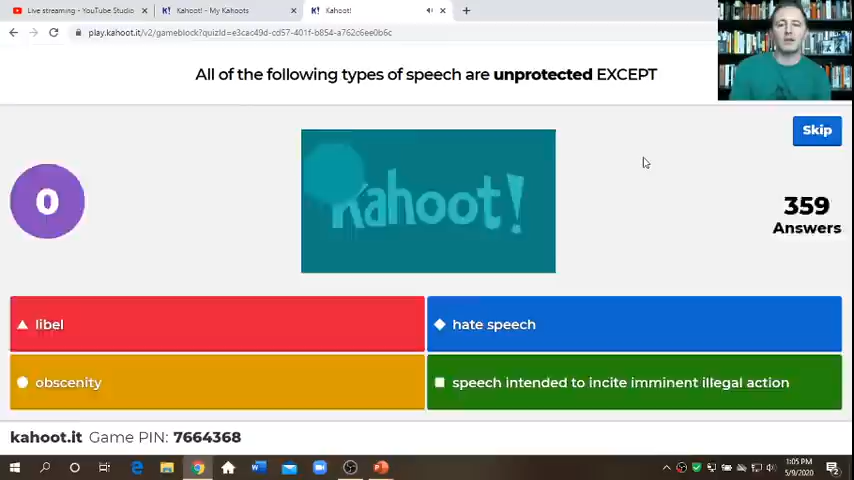 Live streaming - YouTube Studio
Kahoot! - My Kahoots
Kahoot!
play.kahoot.it/v2/gameblock?quizId=e3cac49d-cd57-401f-b854-a762c6ee0b6c
All of the following types of speech are unprotected EXCEPT
Skip
0
Kahoot!
359
Answers
libel
hate speech
obscenity
speech intended to incite imminent illegal action
kahoot.it Game PIN: 7664368
1:05 PM
5/9/2020